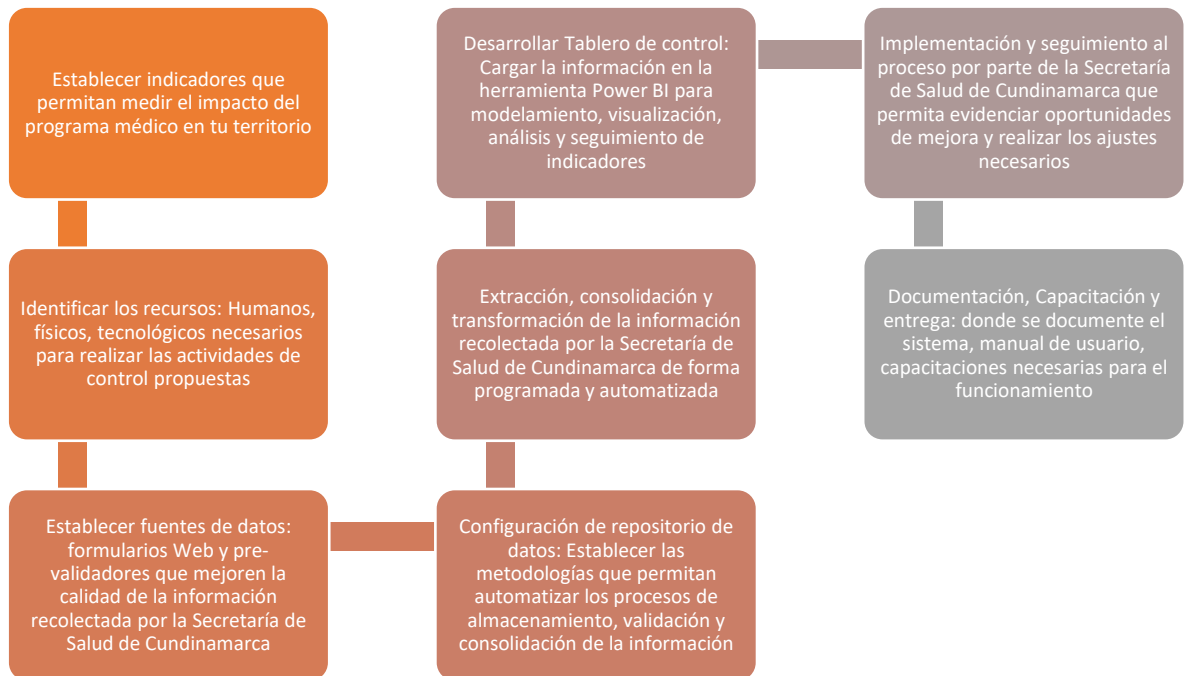 Establecer indicadores que
permitan medir el impacto del
programa médico en tu territorio
Identificar los recursos: Humanos,
físicos, tecnológicos necesarios
para realizar las actividades de
control propuestas
Establecer fuentes de datos:
formularios Web y pre-
validadores que mejoren la
calidad de la información
recolectada por la Secretaría de
Salud de Cundinamarca
Configuración de repositorio de
datos: Establecer las
metodologías que permitan
automatizar los procesos de
almacenamiento, validación y
consolidación de la información
Extracción, consolidación y
transformación de la información
recolectada por la Secretaría de
Salud de Cundinamarca de forma
programada y automatizada
Desarrollar Tablero de control:
Cargar la información en la
herramienta Power BI para
modelamiento, visualización,
análisis y seguimiento de
indicadores
Implementación y seguimiento al
proceso por parte de la Secretaría
de Salud de Cundinamarca que
permita evidenciar oportunidades
de mejora y realizar los ajustes
necesarios
Documentación, Capacitación y
entrega: donde se documente el
sistema, manual de usuario,
capacitaciones necesarias para el
funcionamiento